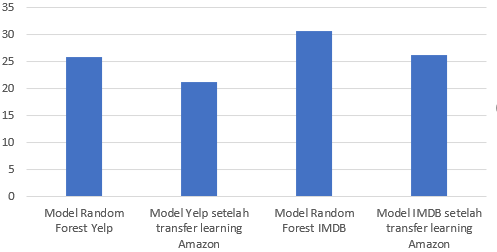 35
30
25
20
15
10
5
0
Model Random
Forest Yelp
Model Yelp setelah
transfer learning
Amazon
Model Random
Forest IMDB
Model IMDB setelah
transfer learning
Amazon